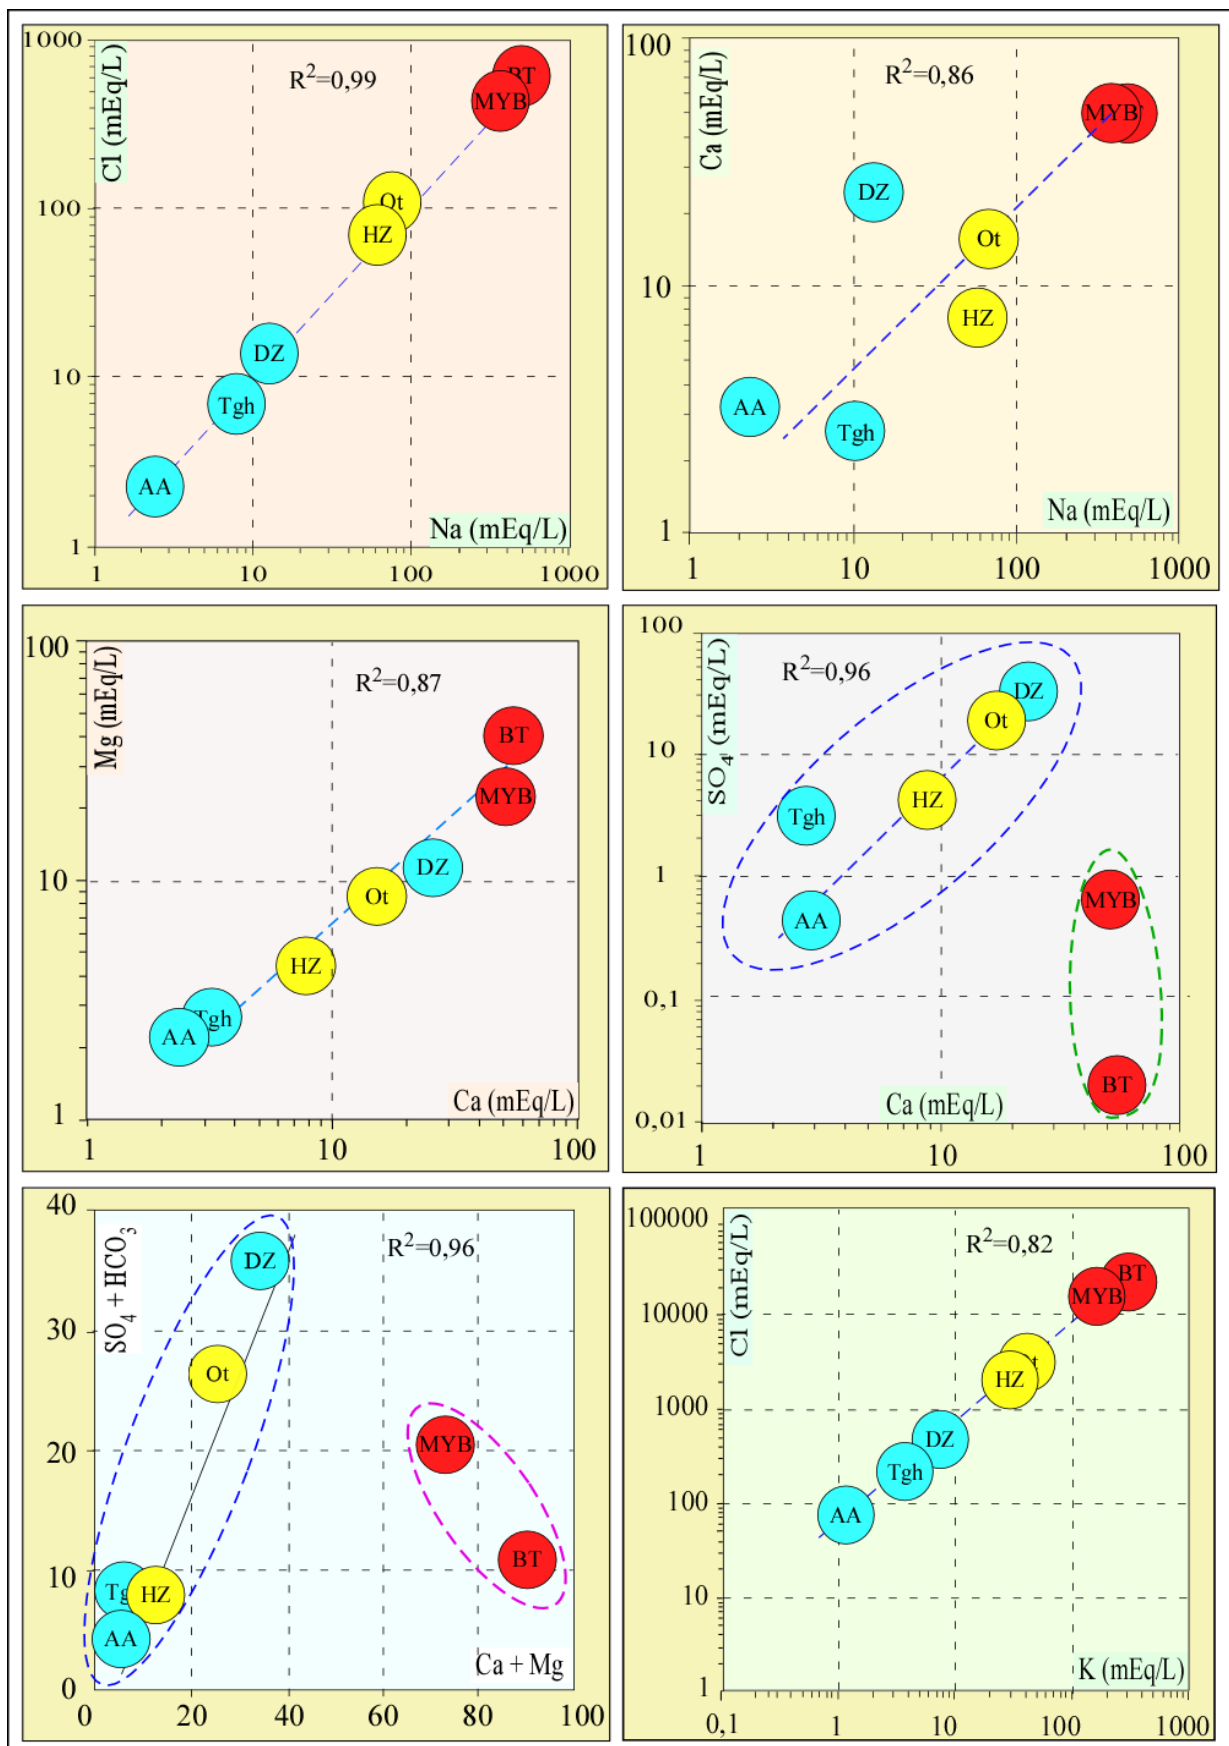 1000
Cl (mEq/L)
R²=0,99
BT
MYB
Ot
100
HZ
DZ
10
Tgh
AA
Na (mEq/L)
1
1
10
100
1000
100
Ca (mEq/L)
R²=0,86
MYB
DZ
Ot
10
HZ
AA
Tgh
Na (mEq/L)
1
1
10
100
1000
100
Mg (mEq/L)
R²=0,87
BT
MYB
DZ
10
Ot
HZ
Tgh
AA
Ca (mEq/L)
1
1
10
100
100
SO₄ (mEq/L)
R²=0,96
DZ
Ot
10
HZ
Tgh
1
MYB
AA
0,1
BT
Ca (mEq/L)
0,01
1
10
100
40
SO₄ + HCO₃
R²=0,96
DZ
30
Ot
20
MYB
BT
10
Tg
HZ
AA
Ca + Mg
0
0
20
40
60
80
100
100000
Cl (mEq/L)
R²=0,82
BT
MYB
10000
t
HZ
1000
DZ
Tgh
100
AA
10
K (mEq/L)
1
0,1
1
10
100
1000